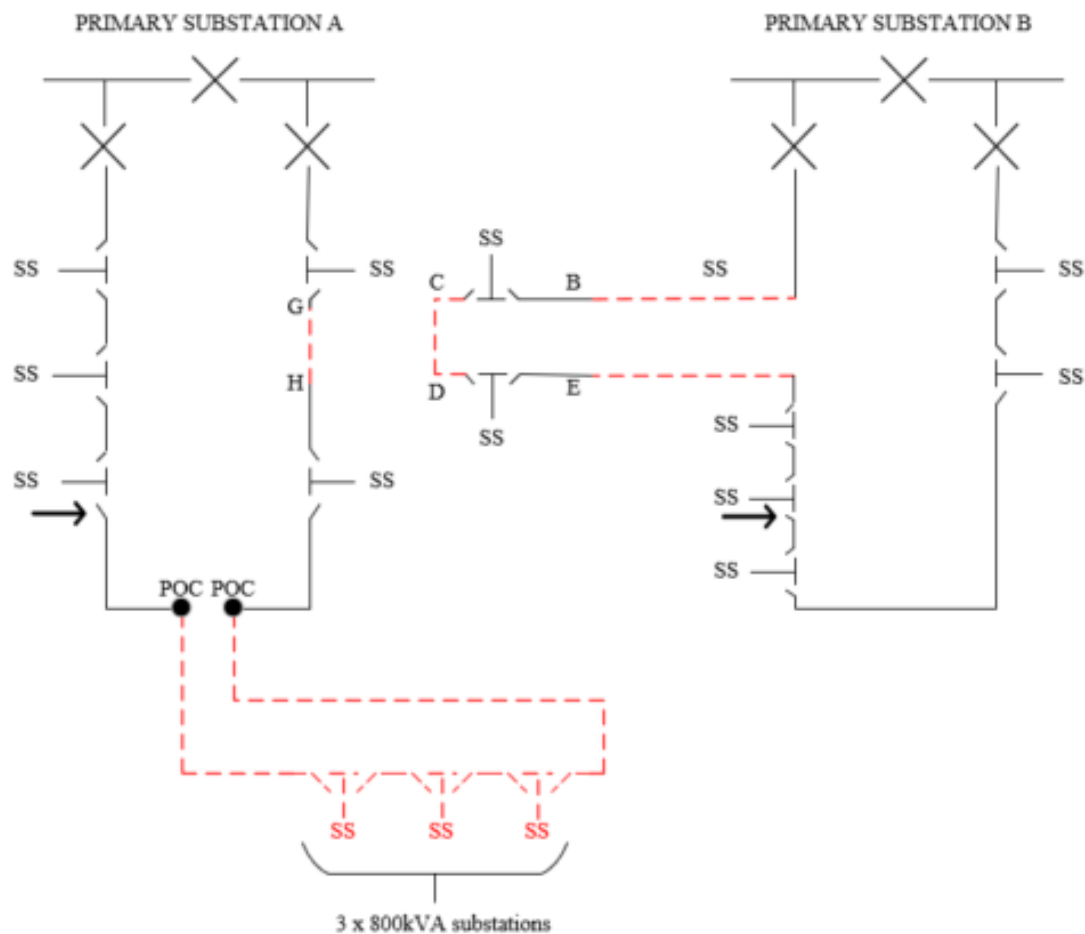 PRIMARY SUBSTATION A
PRIMARY SUBSTATION B
SS
SS
SS
SS
SS
C
B
G
SS
SS
H
D
E
SS
SS
SS
SS
SS
SS
POC POC
SS
SS SS SS
3 x 800kVA substations